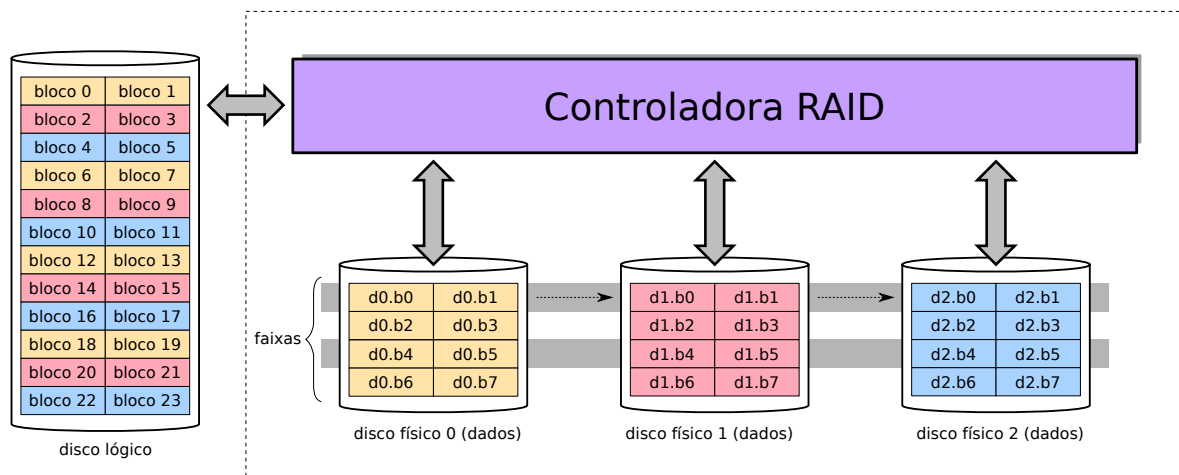 Controladora RAID
bloco 0 bloco 1
bloco 2 bloco 3
bloco 4 bloco 5
bloco 6 bloco 7
bloco 8 bloco 9
bloco 10 bloco 11
bloco 12 bloco 13
bloco 14 bloco 15
bloco 16 bloco 17
bloco 18 bloco 19
bloco 20 bloco 21
bloco 22 bloco 23
disco lógico
faixas
d0.b0 d0.b1
d0.b2 d0.b3
d0.b4 d0.b5
d0.b6 d0.b7
disco físico 0 (dados)
d1.b0 d1.b1
d1.b2 d1.b3
d1.b4 d1.b5
d1.b6 d1.b7
disco físico 1 (dados)
d2.b0 d2.b1
d2.b2 d2.b3
d2.b4 d2.b5
d2.b6 d2.b7
disco físico 2 (dados)